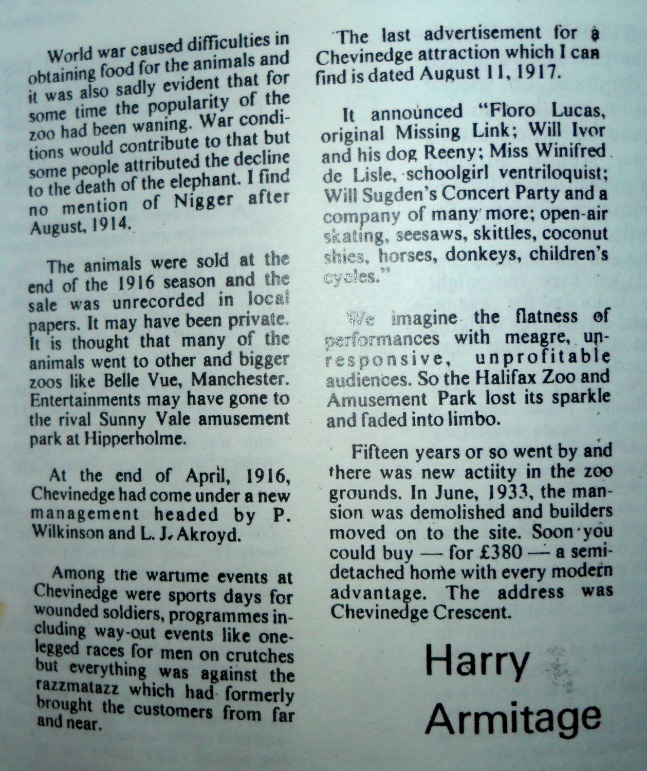 World war caused difficulties in
obtaining food for the animals and
it was also sadly evident that for
some time the popularity of the
zoo had been waning. War condi-
tions would contribute to that but
some people attributed the decline
to the death of the elephant. I find
no mention of Nigger after
August, 1914.
The animals were sold at the
end of the 1916 season and the
sale was unrecorded in local
papers. It may have been private.
It is thought that many of the
animals went to other and bigger
zoos like Belle Vue, Manchester.
Entertainments may have gone to
the rival Sunny Vale amusement
park at Hipperholme.
At the end of April, 1916,
Chevinedge had come under a new
management headed by P.
Wilkinson and L. J. Akroyd.
Among the wartime events at
Chevinedge were sports days for
wounded soldiers, programmes in-
cluding way-out events like one-
legged races for men on crutches
but everything was against the
razzmatazz which had formerly
brought the customers from far
and near.
The last advertisement for a
Chevinedge attraction which I can
find is dated August 11, 1917.
It announced "Floro Lucas,
original Missing Link; Will Ivor
and his dog Reeny; Miss Winifred
de Lisle, schoolgirl ventriloquist;
Will Sugden's Concert Party and a
company of many more; open-air
skating, seesaws, skittles, coconut
shies, horses, donkeys, children's
cycles."
We imagine the flatness of
performances with meagre, un-
responsive, unprofitable
audiences. So the Halifax Zoo and
Amusement Park lost its sparkle
and faded into limbo.
Fifteen years or so went by and
there was new actiity in the zoo
grounds. In June, 1933, the man-
sion was demolished and builders
moved on to the site. Soon you
could buy — for £380 — a semi-
detached home with every modern
advantage. The address was
Chevinedge Crescent.
Harry
Armitage